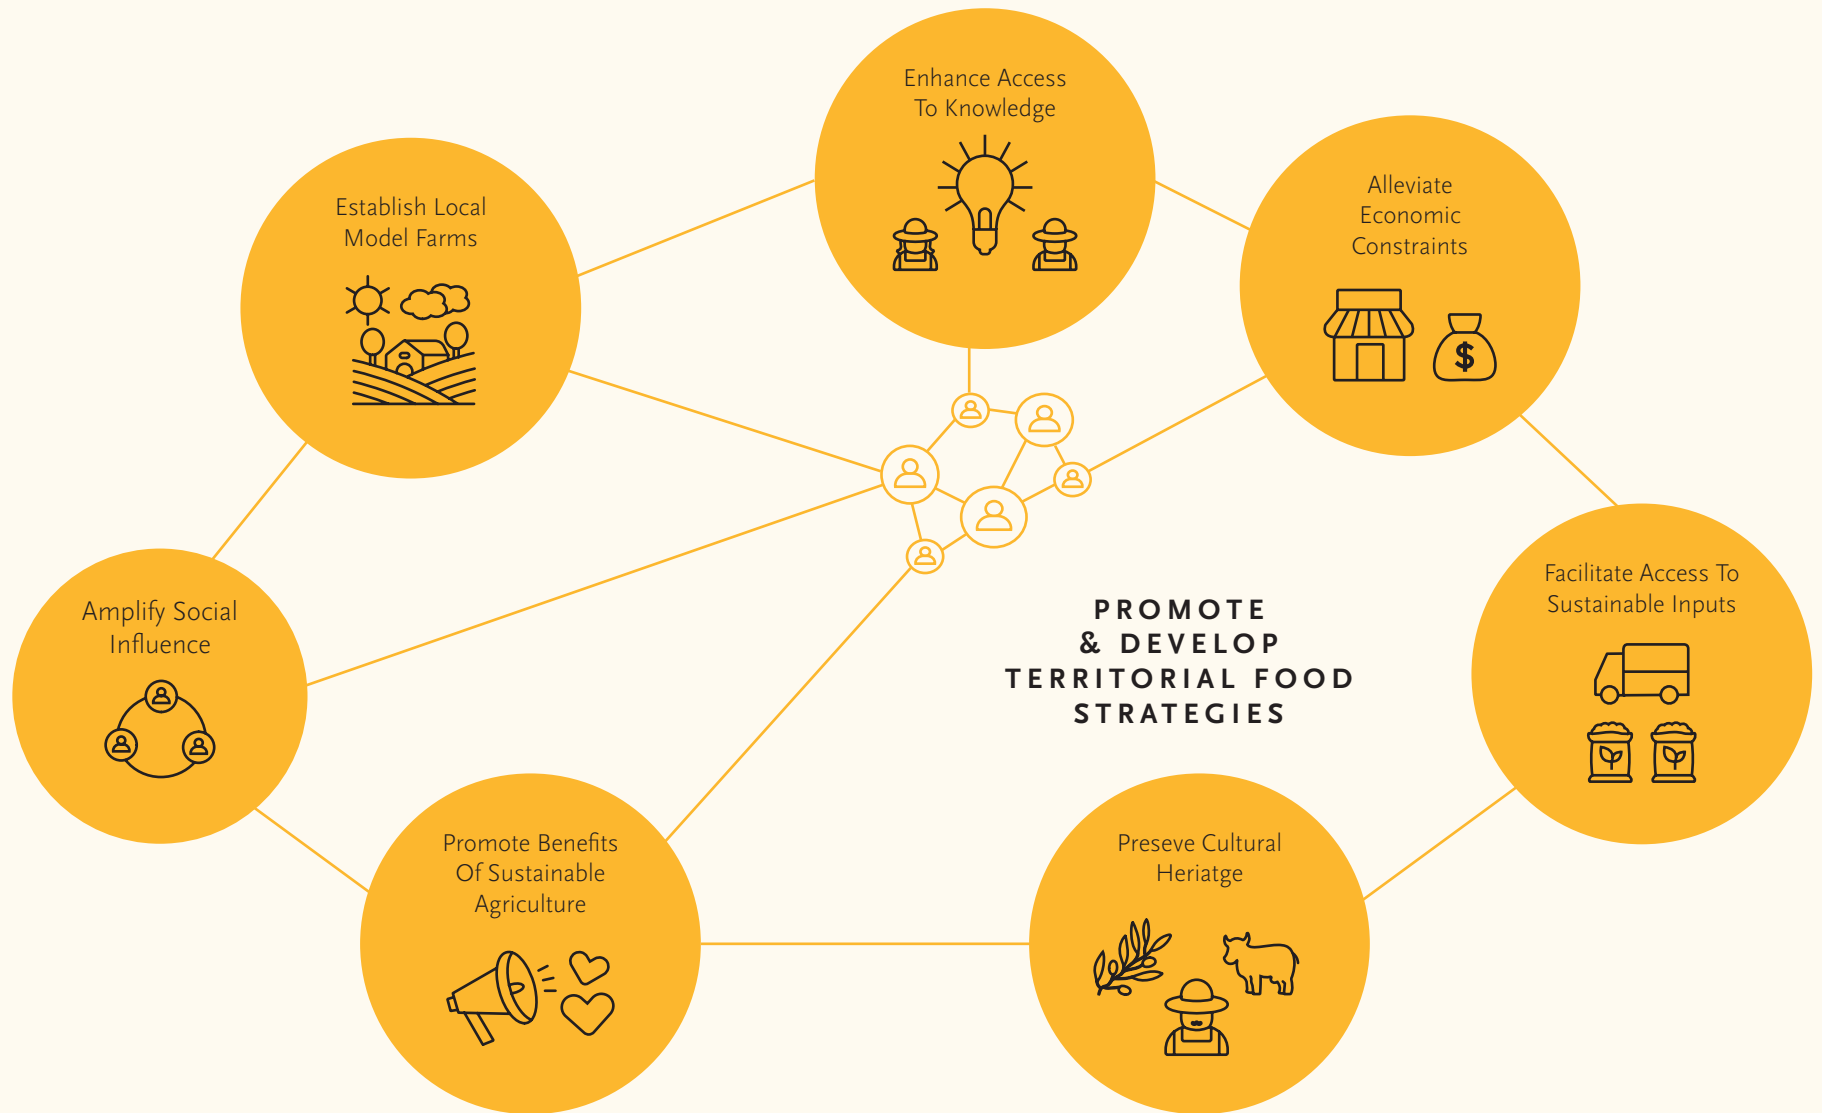 Enhance Access
To Knowledge
Alleviate
Economic
Constraints
$
Establish Local
Model Farms
Facilitate Access To
Sustainable Inputs
Amplify Social
Influence
PROMOTE
& DEVELOP
TERRITORIAL FOOD
STRATEGIES
Promote Benefits
Of Sustainable
Agriculture
Preseve Cultural
Heriatge